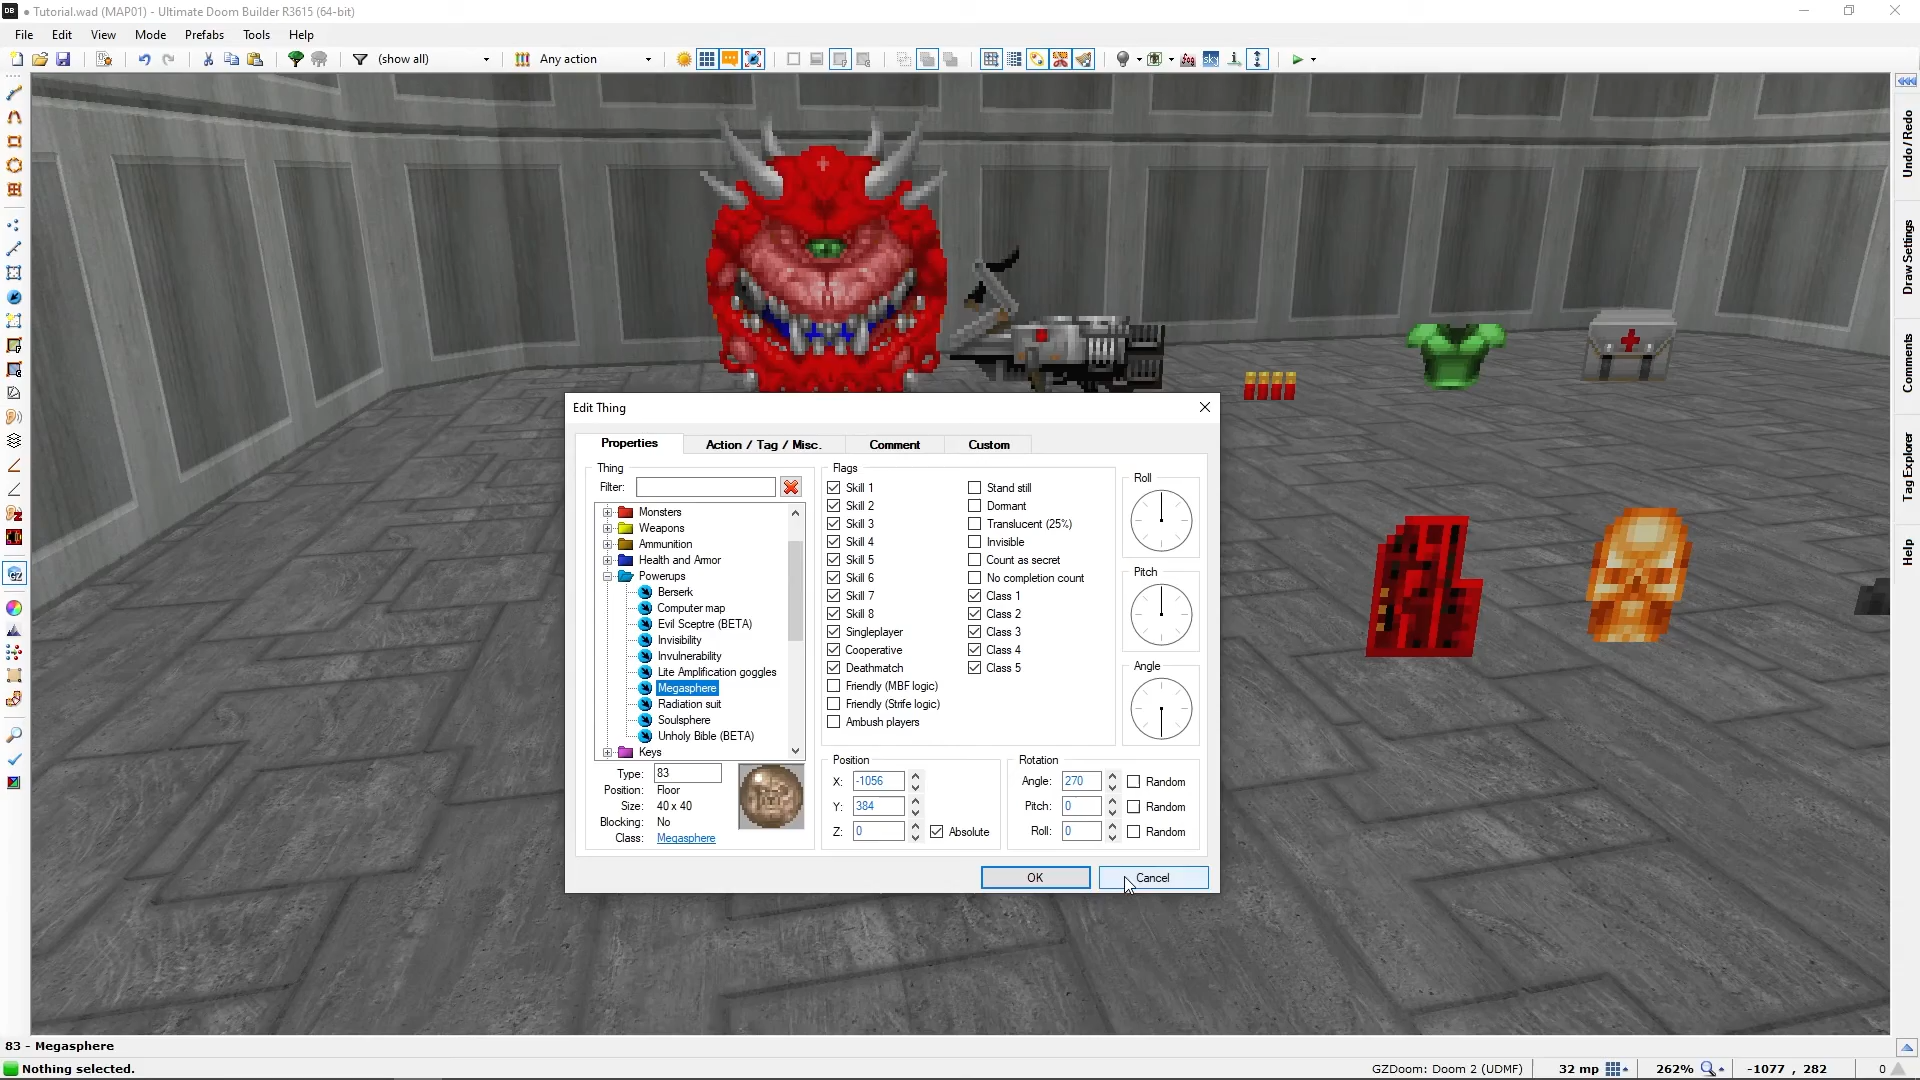 DB • Tutorial.wad (MAP01) - Ultimate Doom Builder R3615 (64-bit)
File Edit View Mode Prefabs Tools Help
(show all) Any action
Undo/Redo
Draw Settings
Comments
Tag Explorer
Help
Edit Thing
Properties Action / Tag / Misc. Comment Custom
Thing
Filter:
Monsters
Weapons
Ammunition
Health and Armor
Powerups
Berserk
Computer map
Evil Sceptre (BETA)
Invisibility
Invulnerability
Lite Amplification goggles
Megasphere
Radiation suit
Soulsphere
Unholy Bible (BETA)
Keys
Type: 83
Position: Floor
Size: 40 x 40
Blocking: No
Class: Megasphere
Flags
Skill 1
Skill 2
Skill 3
Skill 4
Skill 5
Skill 6
Skill 7
Skill 8
Singleplayer
Cooperative
Deathmatch
Friendly (MBF logic)
Friendly (Strife logic)
Ambush players
Stand still
Dormant
Translucent (25%)
Invisible
Count as secret
No completion count
Class 1
Class 2
Class 3
Class 4
Class 5
Roll
Pitch
Angle
Position
X: -1056
Y: 384
Z: 0 Absolute
Rotation
Angle: 270 Random
Pitch: 0 Random
Roll: 0 Random
OK Cancel
83 - Megasphere
Nothing selected. GZDoom: Doom 2 (UDMF) 32 mp 262% -1077 , 282 0